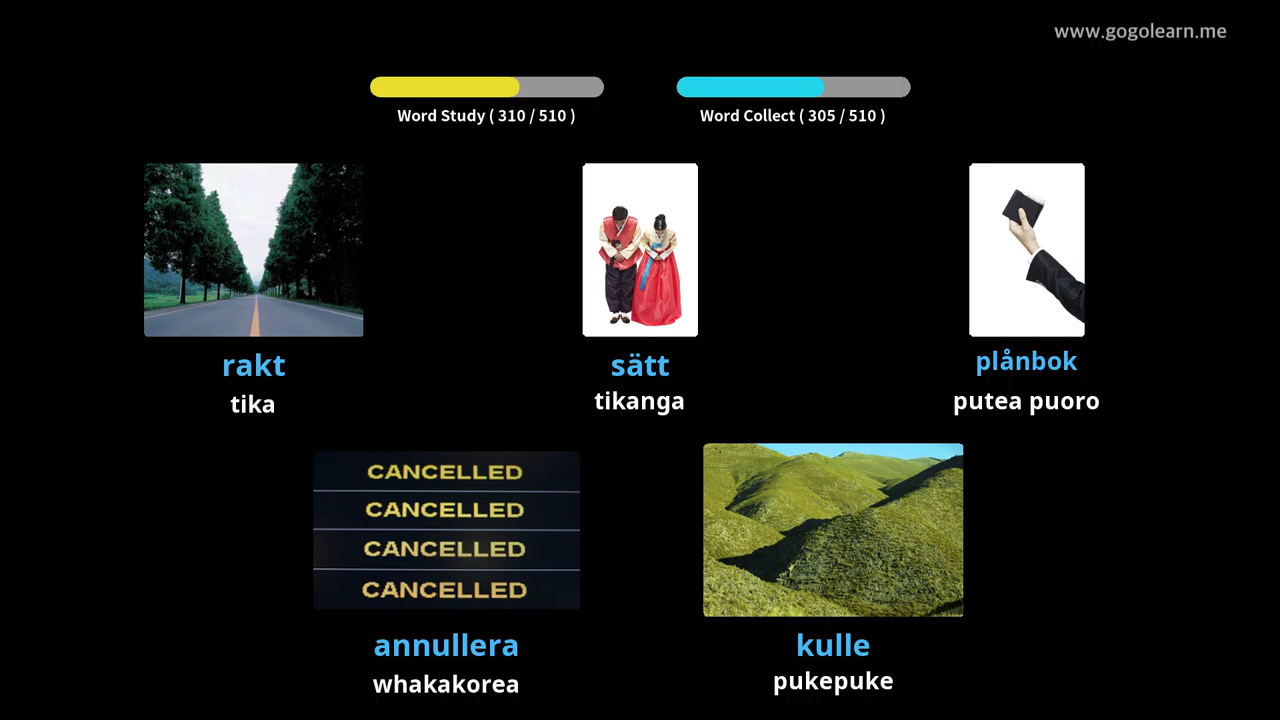 www.gogolearn.me
Word Study ( 310 / 510 )
Word Collect ( 305 / 510 )
rakt
tika
sätt
tikanga
plånbok
putea puoro
CANCELLED
CANCELLED
CANCELLED
CANCELLED
annullera
whakakorea
kulle
pukepuke